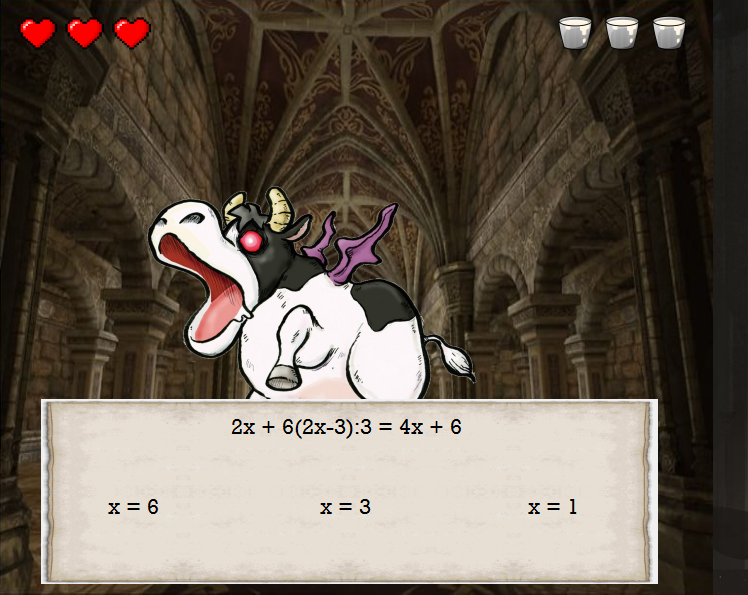 2x + 6(2x-3):3 = 4x + 6
x = 6 x = 3 x = 1